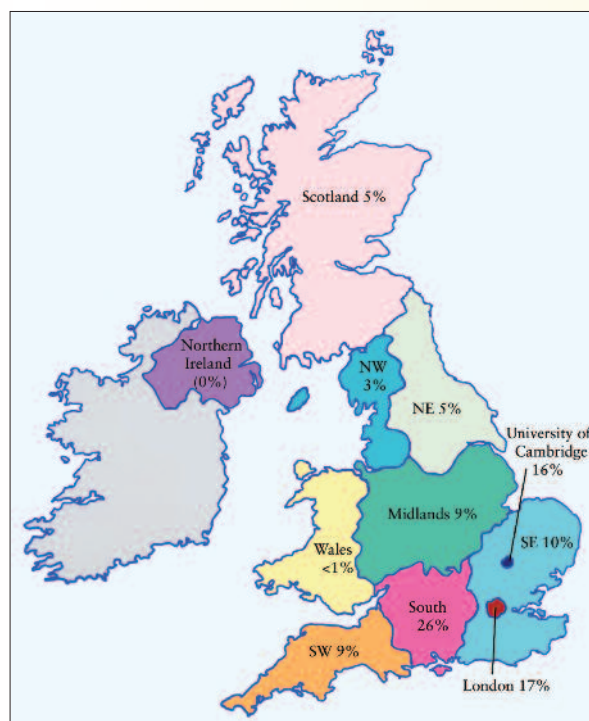 Scotland 5%
Northern
Ireland
(0%)
NW
3%
NE 5%
University of
Cambridge
16%
Midlands 9%
SE 10%
Wales
<1%
South
26%
SW 9%
London 17%